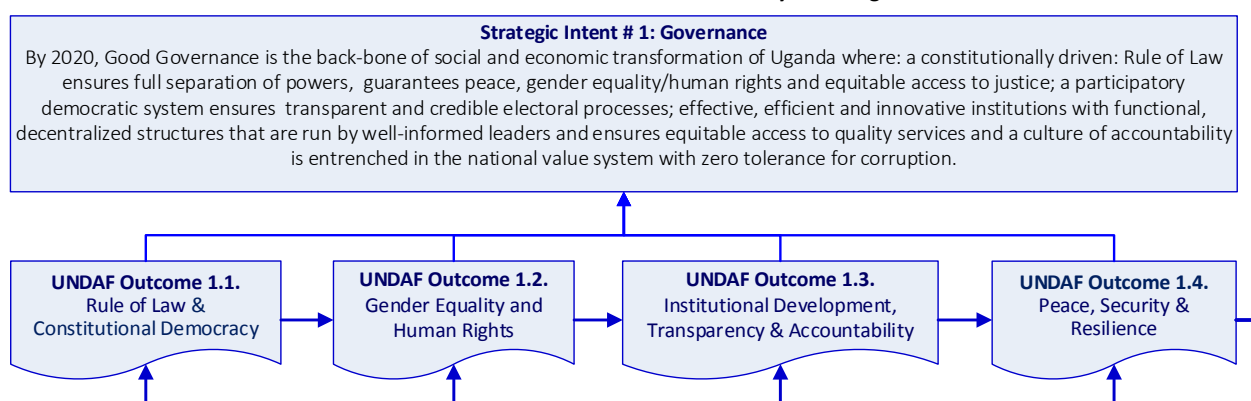 Strategic Intent # 1: Governance
By 2020, Good Governance is the back-bone of social and economic transformation of Uganda where: a constitutionally driven: Rule of Law
ensures full separation of powers, guarantees peace, gender equality/human rights and equitable access to justice; a participatory
democratic system ensures transparent and credible electoral processes; effective, efficient and innovative institutions with functional,
decentralized structures that are run by well-informed leaders and ensures equitable access to quality services and a culture of accountability
is entrenched in the national value system with zero tolerance for corruption.
UNDAF Outcome 1.1.
Rule of Law &
Constitutional Democracy
UNDAF Outcome 1.2.
Gender Equality and
Human Rights
UNDAF Outcome 1.3.
Institutional Development,
Transparency & Accountability
UNDAF Outcome 1.4.
Peace, Security &
Resilience